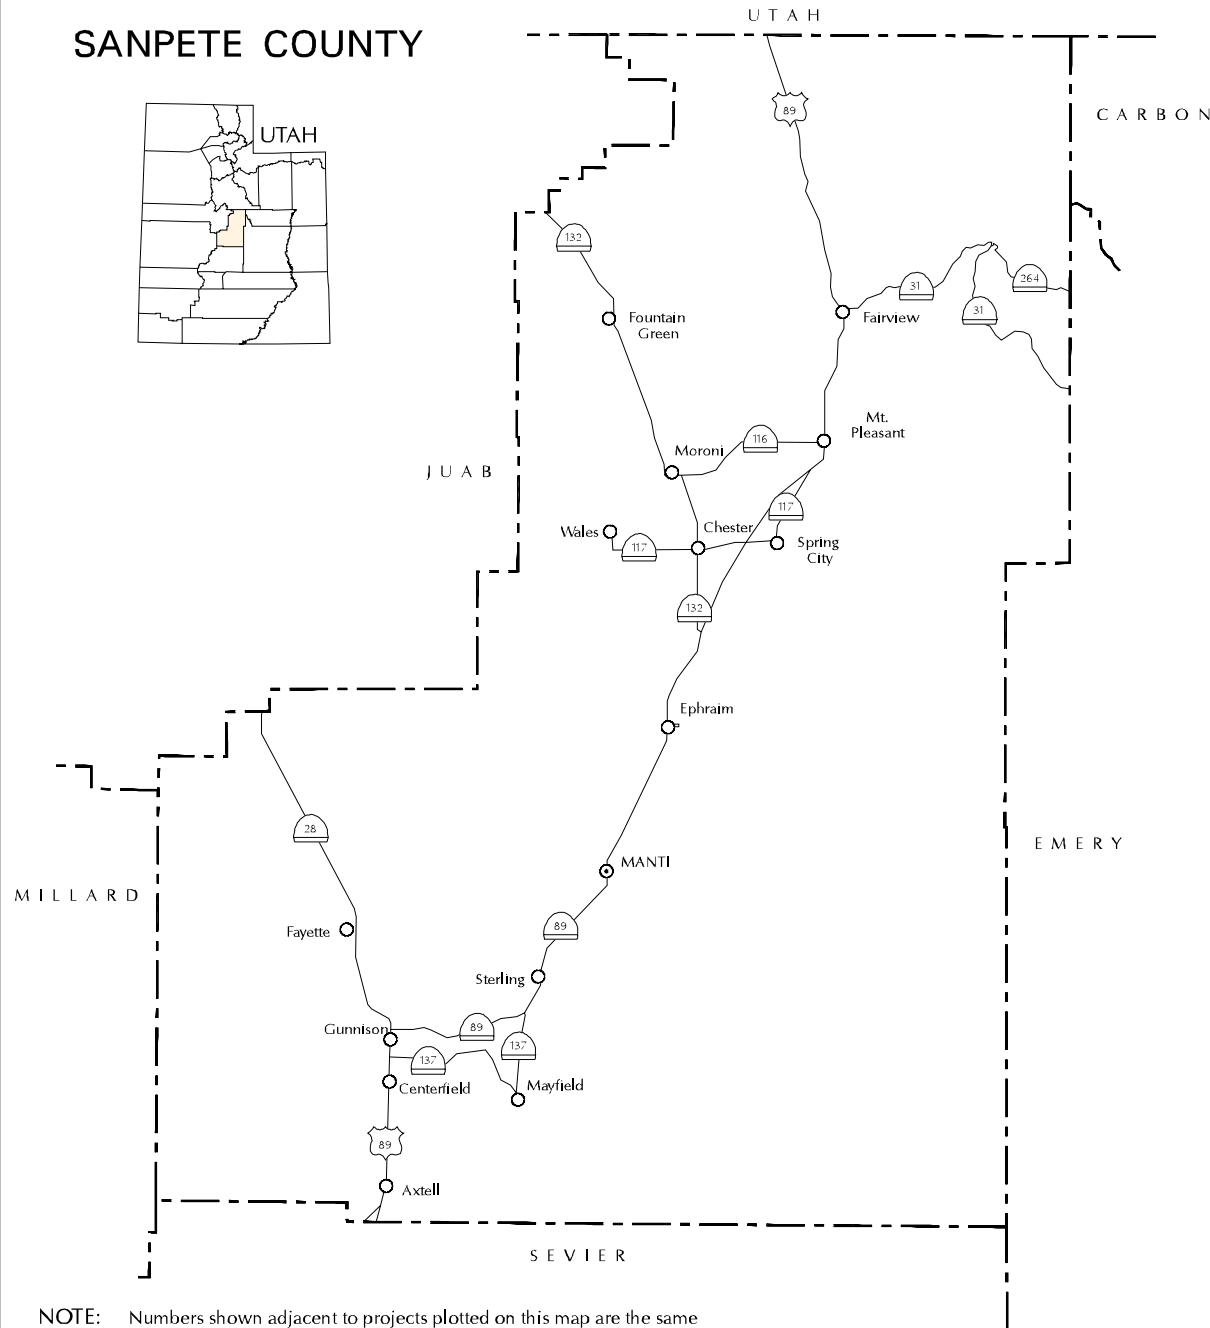 UTAH
SANPETE COUNTY
89
CARBON
UTAH
132
264
31
31
Fountain
Green
Fairview
Mt.
Pleasant
116
Moroni
JUAB
117
Wales
Chester
117
Spring
City
132
Ephraim
28
EMERY
MANTI
MILLARD
89
Fayette
Sterling
Gunnison
89
137
137
Centerfield
Mayfield
89
Axtell
SEVIER
NOTE: Numbers shown adjacent to projects plotted on this map are the same